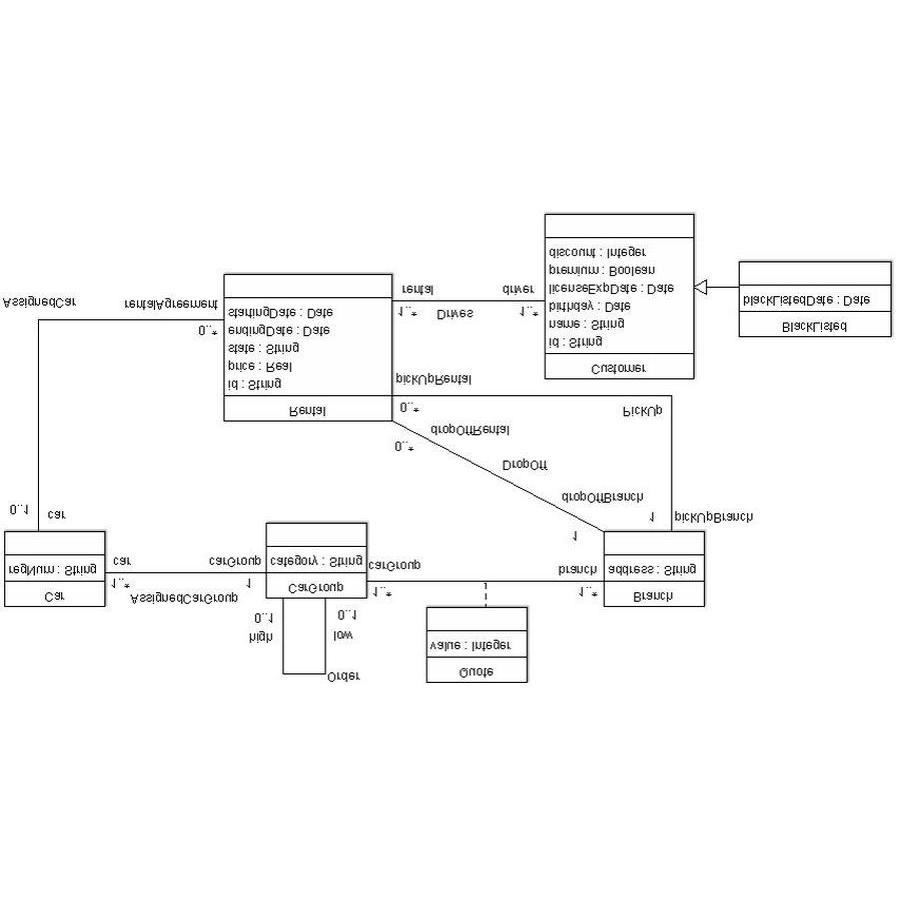 Order
Quote
value : Integer
high
low
0..1
0..1
Car
regNum : String
AssignedCarGroup
1..*
car
1
carGroup
CarGroup
category : String
1..*
carGroup
1..*
branch
Branch
address : String
1
dropOffBranch
1
pickUpBranch
0..1
car
DropOff
0..*
dropOffRental
PickUp
0..*
pickUpRental
Rental
id : String
price : Real
state : String
endingDate : Date
startingDate : Date
Customer
id : String
name : String
birthday : Date
licenseExpDate : Date
premium : Boolean
discount : Integer
BlackListed
blackListedDate : Date
0..*
rentalAgreement
AssignedCar
1..*
Drives
1..*
rental
driver